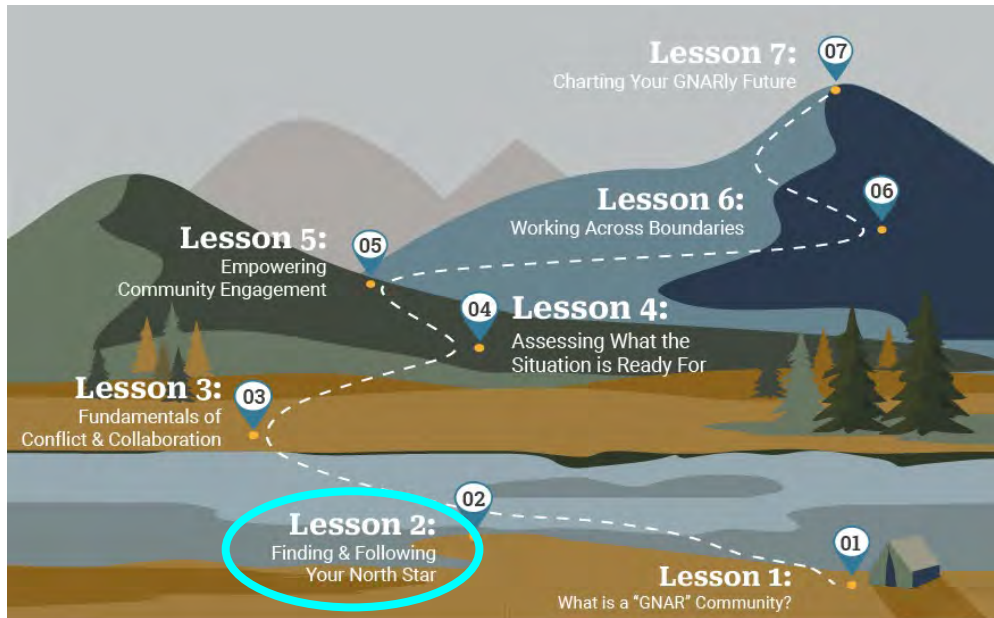 Lesson 7:
Charting Your GNARly Future
07
Lesson 6:
Working Across Boundaries
06
Lesson 5:
Empowering
Community Engagement
05
04
Lesson 4:
Assessing What the
Situation is Ready For
Lesson 3:
Fundamentals of
Conflict & Collaboration
03
02
Lesson 2:
Finding & Following
Your North Star
01
Lesson 1:
What is a “GNAR” Community?